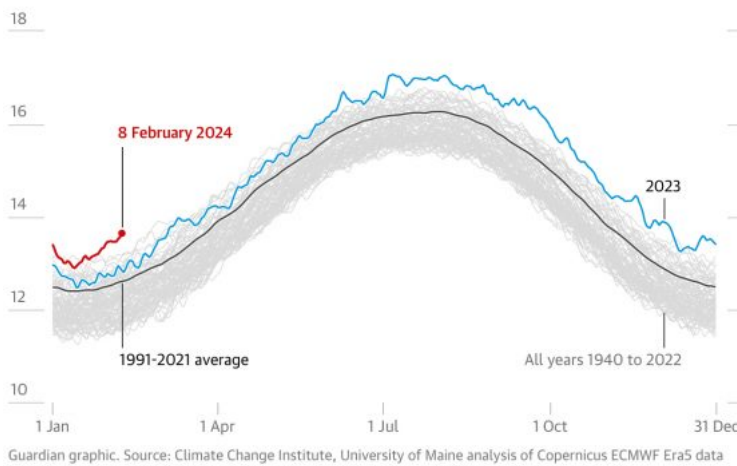 18
16
14
12
10
8 February 2024
2023
1991-2021 average
All years 1940 to 2022
1 Jan
1 Apr
1 Jul
1 Oct
31 Dec
Guardian graphic. Source: Climate Change Institute, University of Maine analysis of Copernicus ECMWF Era5 data